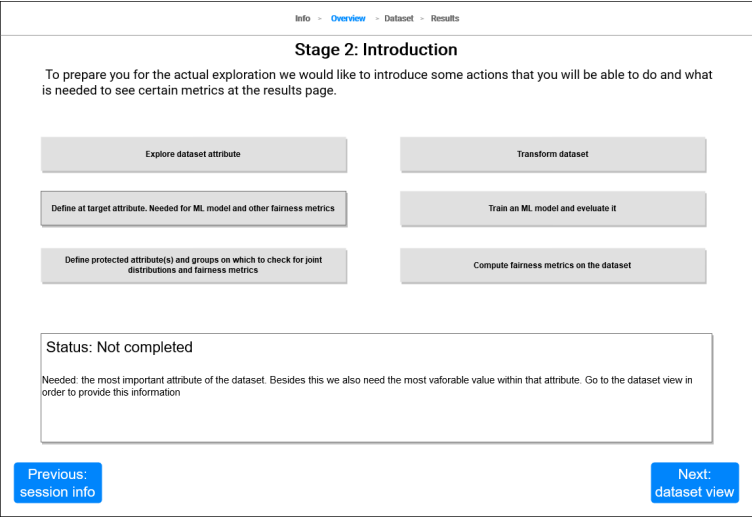 Info > Overview > Dataset > Results
Stage 2: Introduction
To prepare you for the actual exploration we would like to introduce some actions that you will be able to do and what
is needed to see certain metrics at the results page.
Explore dataset attribute
Transform dataset
Define at target attribute. Needed for ML model and other fairness metrics
Train an ML model and eveluate it
Define protected attribute(s) and groups on which to check for joint
distributions and fairness metrics
Compute fairness metrics on the dataset
Status: Not completed
Needed: the most important attribute of the dataset. Besides this we also need the most vaforable value within that attribute. Go to the dataset view in
order to provide this information
Previous:
session info
Next:
dataset view